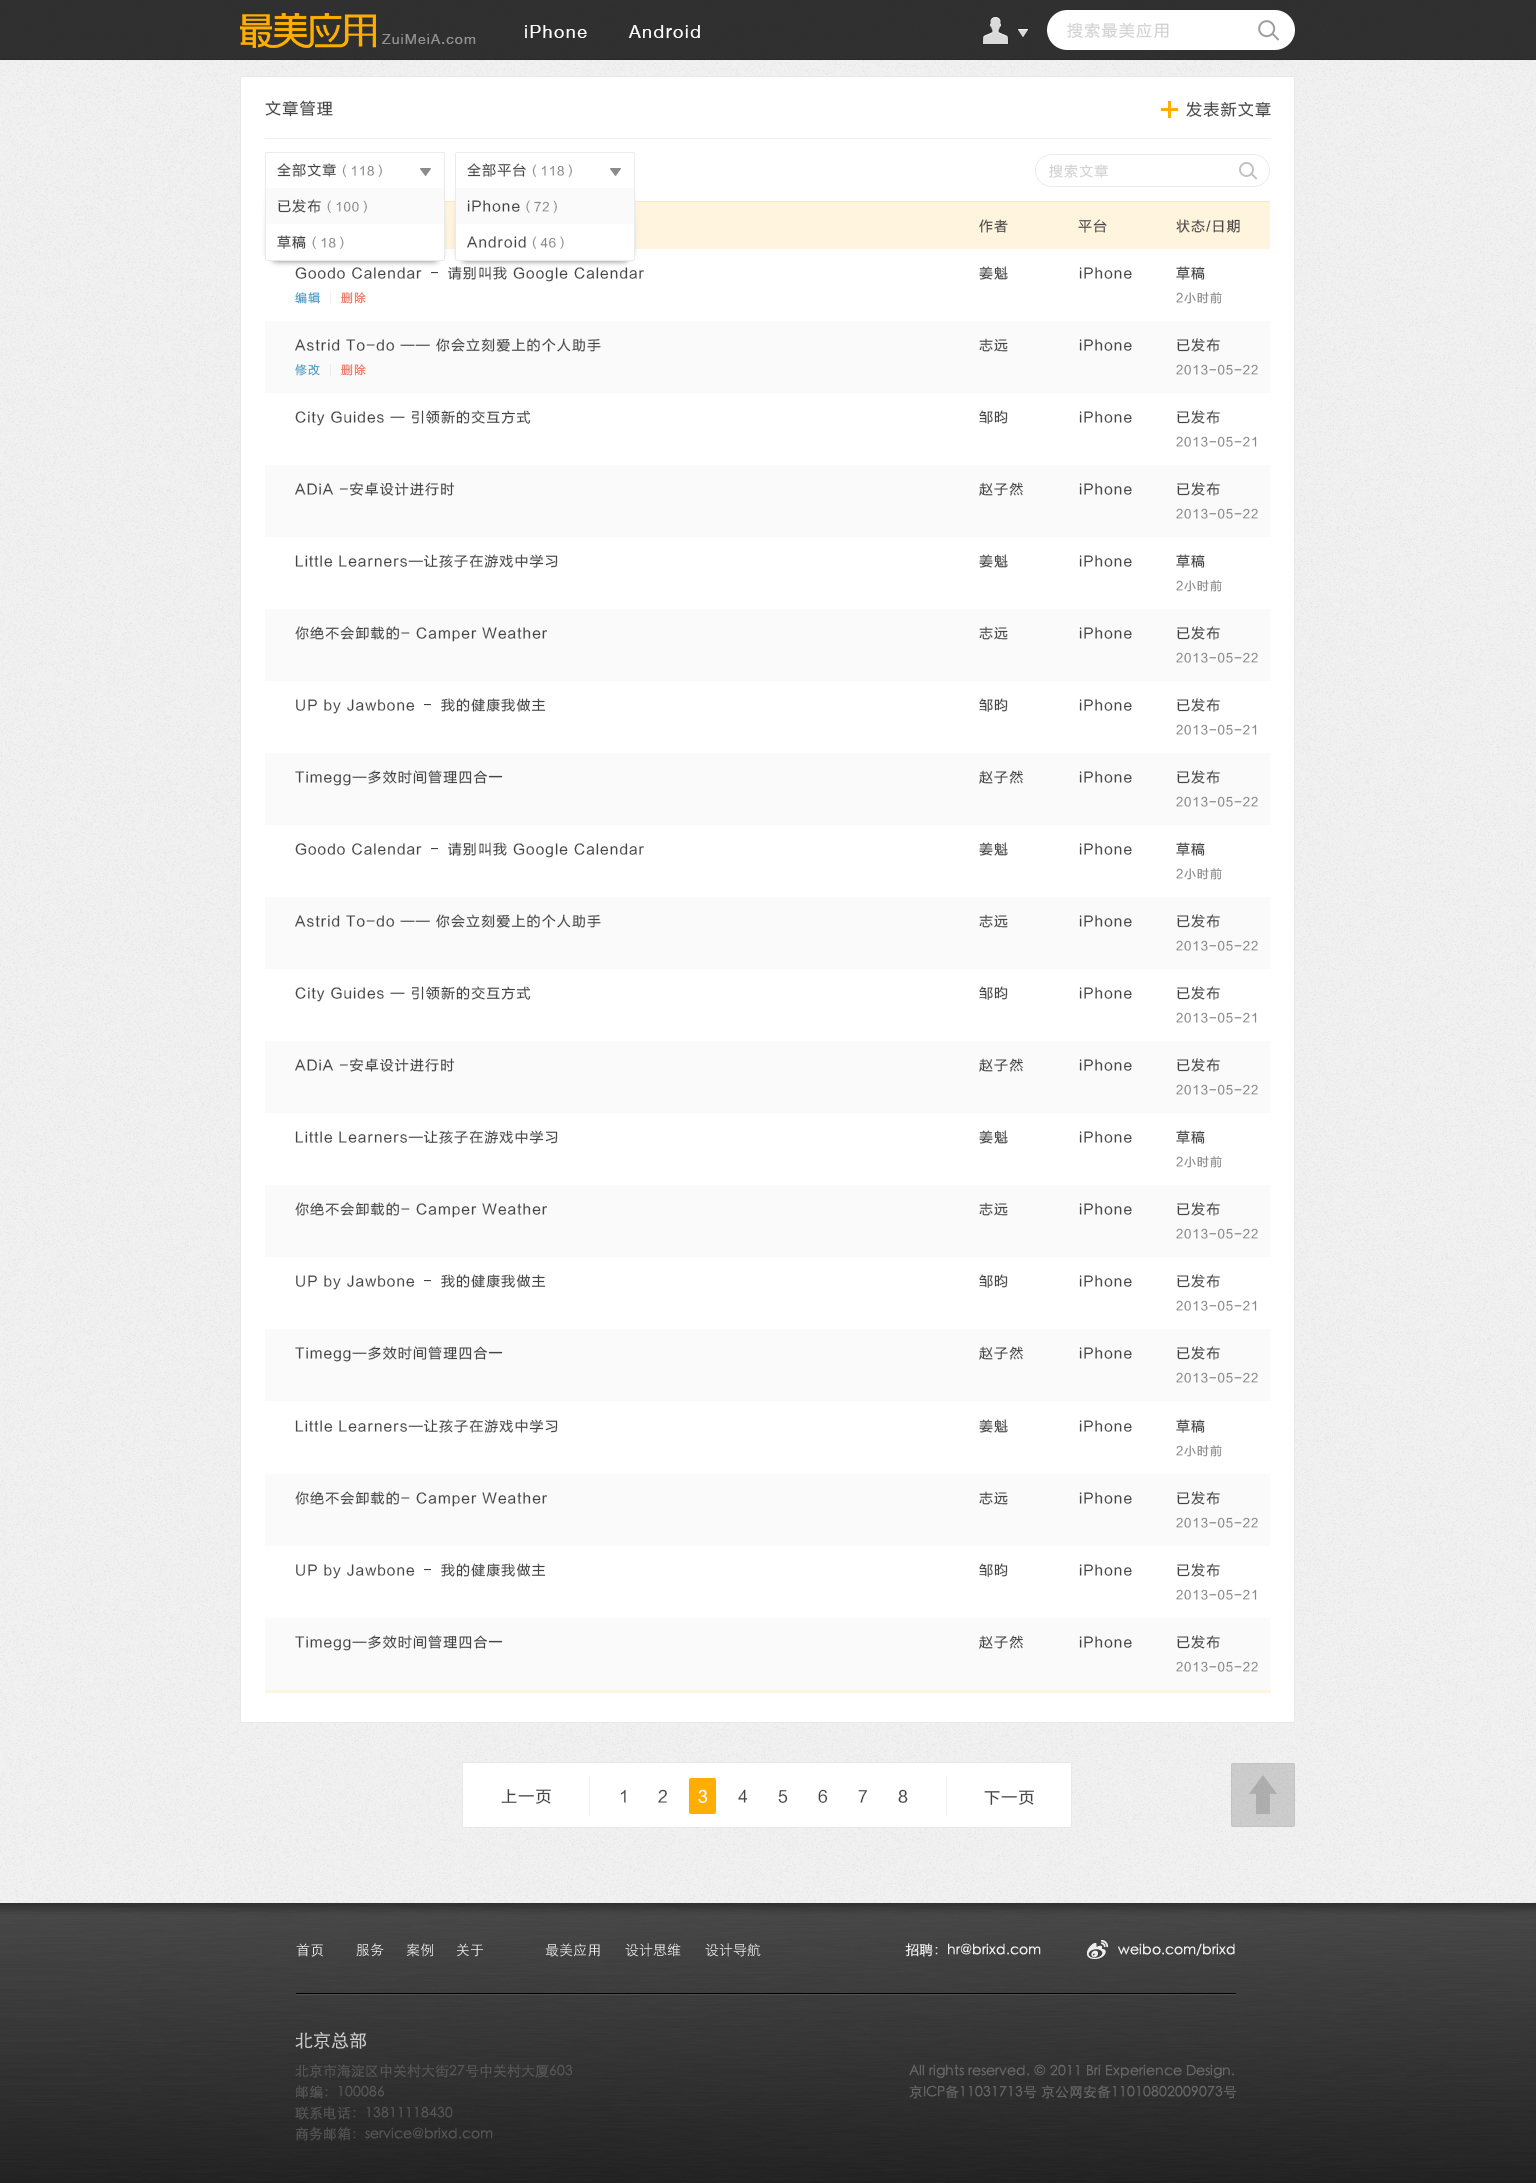 最美应用 ZuiMeiA.com iPhone Android 搜索最美应用
文章管理 发表新文章
全部文章 ( 118 ) 全部平台 ( 118 ) 搜索文章
已发布 ( 100 ) iPhone ( 72 ) 作者 平台 状态/日期
草稿 ( 18 ) Android ( 46 )
Goodo Calendar - 请别叫我 Google Calendar 姜魁 iPhone 草稿
编辑 删除 2小时前
Astrid To-do —— 你会立刻爱上的个人助手 志远 iPhone 已发布
修改 删除 2013-05-22
City Guides — 引领新的交互方式 邹昀 iPhone 已发布
2013-05-21
ADiA -安卓设计进行时 赵子然 iPhone 已发布
2013-05-22
Little Learners—让孩子在游戏中学习 姜魁 iPhone 草稿
2小时前
你绝不会卸载的- Camper Weather 志远 iPhone 已发布
2013-05-22
UP by Jawbone - 我的健康我做主 邹昀 iPhone 已发布
2013-05-21
Timegg—多效时间管理四合一 赵子然 iPhone 已发布
2013-05-22
Goodo Calendar - 请别叫我 Google Calendar 姜魁 iPhone 草稿
2小时前
Astrid To-do —— 你会立刻爱上的个人助手 志远 iPhone 已发布
2013-05-22
City Guides — 引领新的交互方式 邹昀 iPhone 已发布
2013-05-21
ADiA -安卓设计进行时 赵子然 iPhone 已发布
2013-05-22
Little Learners—让孩子在游戏中学习 姜魁 iPhone 草稿
2小时前
你绝不会卸载的- Camper Weather 志远 iPhone 已发布
2013-05-22
UP by Jawbone - 我的健康我做主 邹昀 iPhone 已发布
2013-05-21
Timegg—多效时间管理四合一 赵子然 iPhone 已发布
2013-05-22
Little Learners—让孩子在游戏中学习 姜魁 iPhone 草稿
2小时前
你绝不会卸载的- Camper Weather 志远 iPhone 已发布
2013-05-22
UP by Jawbone - 我的健康我做主 邹昀 iPhone 已发布
2013-05-21
Timegg—多效时间管理四合一 赵子然 iPhone 已发布
2013-05-22
上一页 1 2 3 4 5 6 7 8 下一页
首页 服务 案例 关于 最美应用 设计思维 设计导航 招聘：hr@brixd.com weibo.com/brixd
北京总部
北京市海淀区中关村大街27号中关村大厦603 All rights reserved. © 2011 Bri Experience Design.
邮编：100086 京ICP备11031713号 京公网安备11010802009073号
联系电话：13811118430
商务邮箱：service@brixd.com